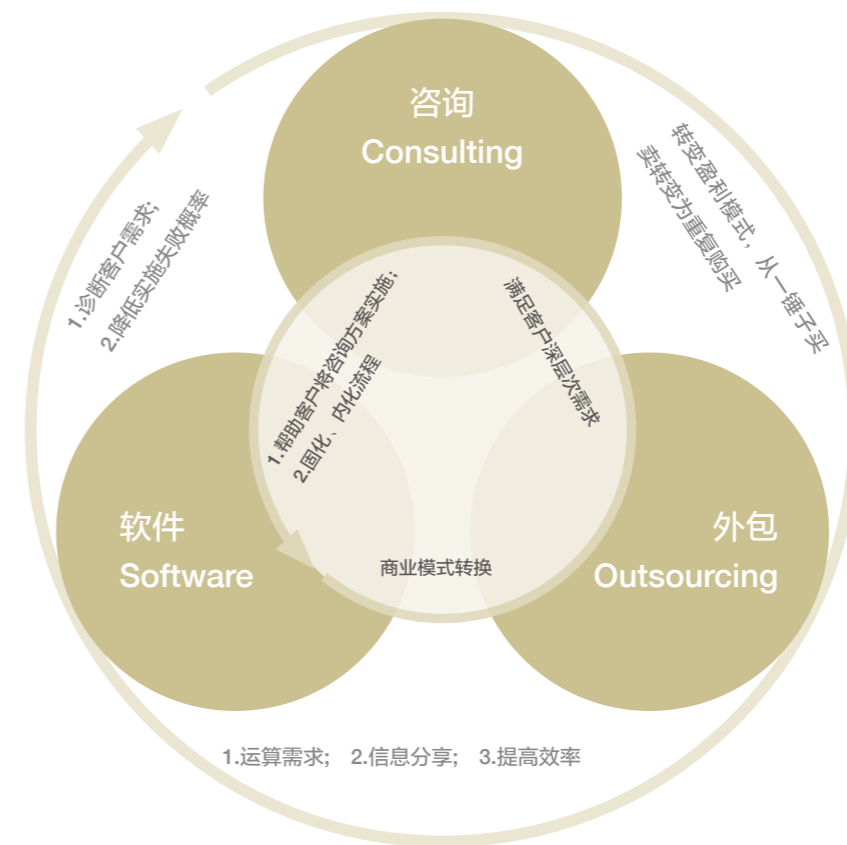 咨询
Consulting
转变盈利模式，从一锤子买
卖转变为重复购买
1.诊断客户需求;
2.降低实施失败概率
1.帮助客户将咨询方案实施;
2.固化、内化流程
满足客户深层次需求
软件
Software
外包
Outsourcing
商业模式转换
1.运算需求; 2.信息分享; 3.提高效率